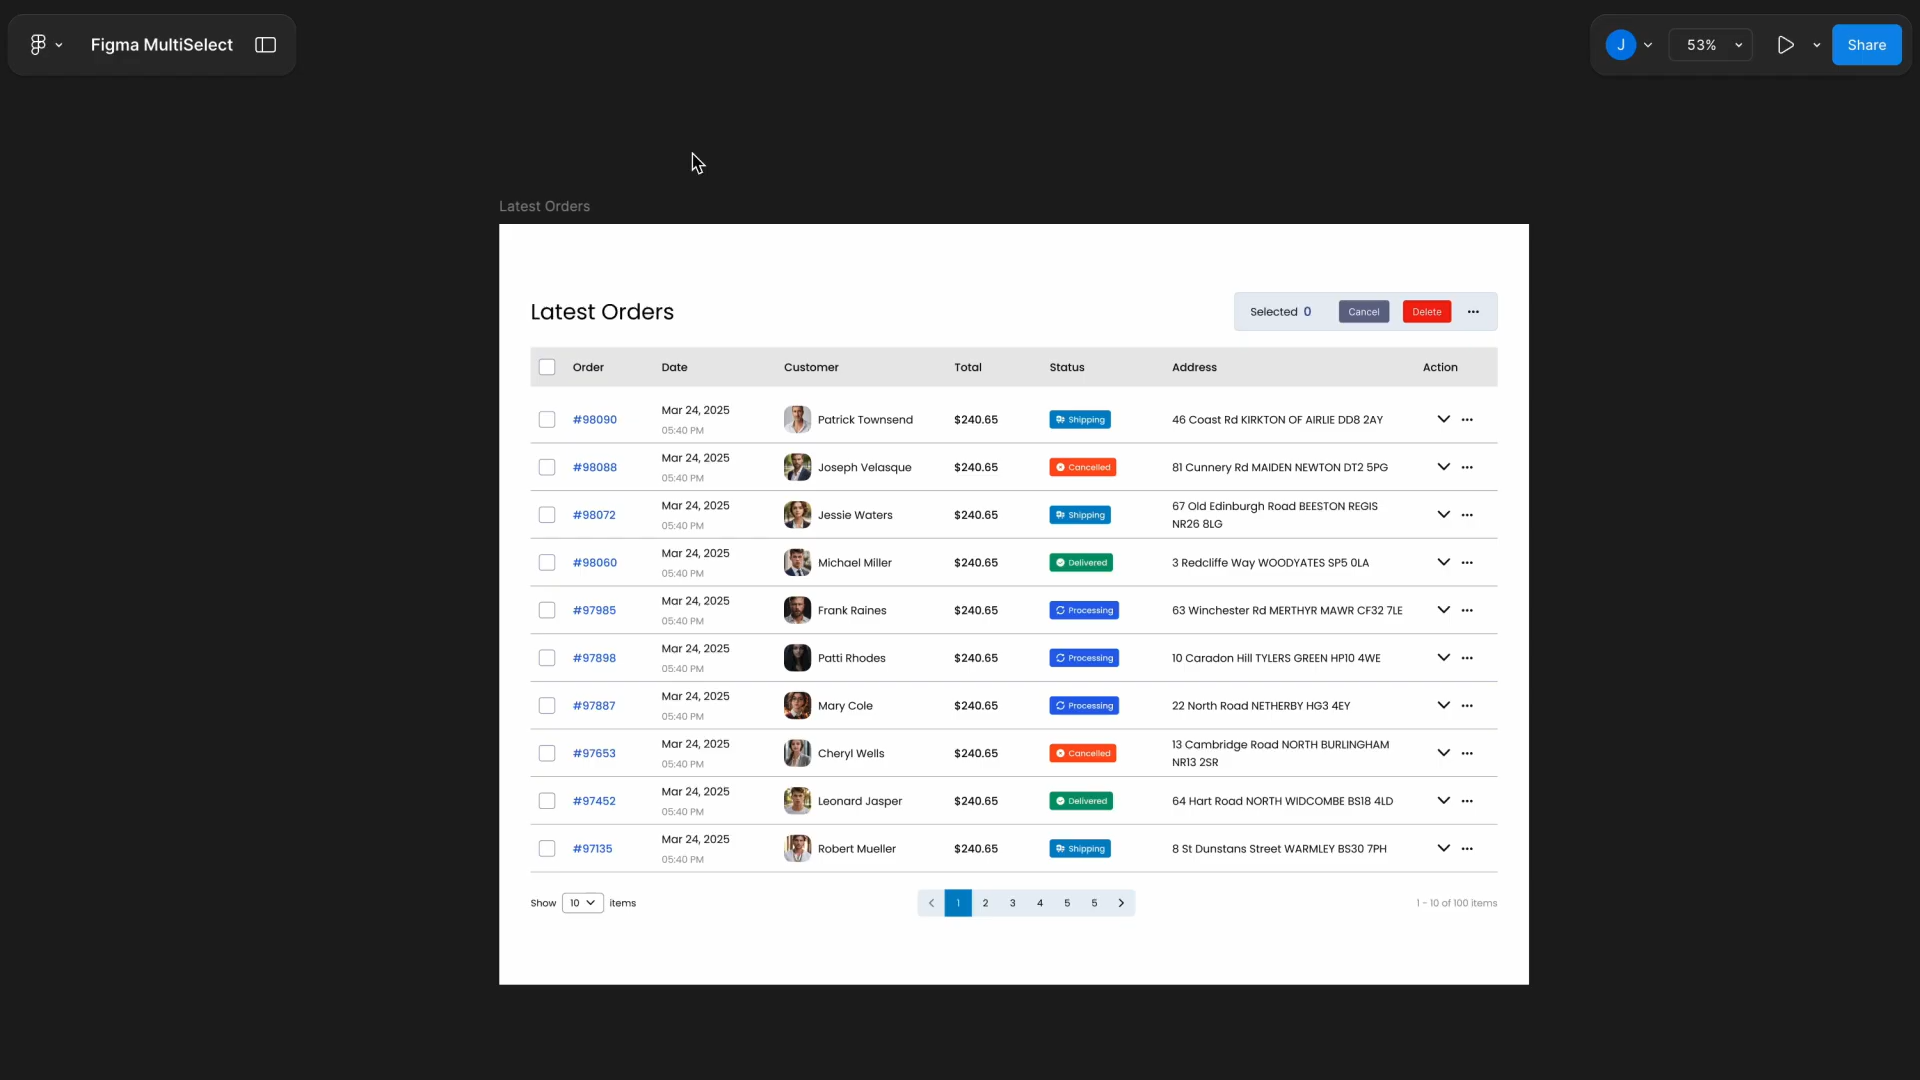 Figma MultiSelect
J
53%
Share
Latest Orders
Latest Orders
Selected 0
Cancel
Delete
Order Date Customer Total Status Address Action
#98090 Mar 24, 2025 05:40 PM Patrick Townsend $240.65 Shipping 46 Coast Rd KIRKTON OF AIRLIE DD8 2AY
#98088 Mar 24, 2025 05:40 PM Joseph Velasque $240.65 Cancelled 81 Cunnery Rd MAIDEN NEWTON DT2 5PG
#98072 Mar 24, 2025 05:40 PM Jessie Waters $240.65 Shipping 67 Old Edinburgh Road BEESTON REGIS NR26 8LG
#98060 Mar 24, 2025 05:40 PM Michael Miller $240.65 Delivered 3 Redcliffe Way WOODYATES SP5 0LA
#97985 Mar 24, 2025 05:40 PM Frank Raines $240.65 Processing 63 Winchester Rd MERTHYR MAWR CF32 7LE
#97898 Mar 24, 2025 05:40 PM Patti Rhodes $240.65 Processing 10 Caradon Hill TYLERS GREEN HP10 4WE
#97887 Mar 24, 2025 05:40 PM Mary Cole $240.65 Processing 22 North Road NETHERBY HG3 4EY
#97653 Mar 24, 2025 05:40 PM Cheryl Wells $240.65 Cancelled 13 Cambridge Road NORTH BURLINGHAM NR13 2SR
#97452 Mar 24, 2025 05:40 PM Leonard Jasper $240.65 Delivered 64 Hart Road NORTH WIDCOMBE BS18 4LD
#97135 Mar 24, 2025 05:40 PM Robert Mueller $240.65 Shipping 8 St Dunstans Street WARMLEY BS30 7PH
Show 10 items
1 2 3 4 5 5
1 - 10 of 100 items